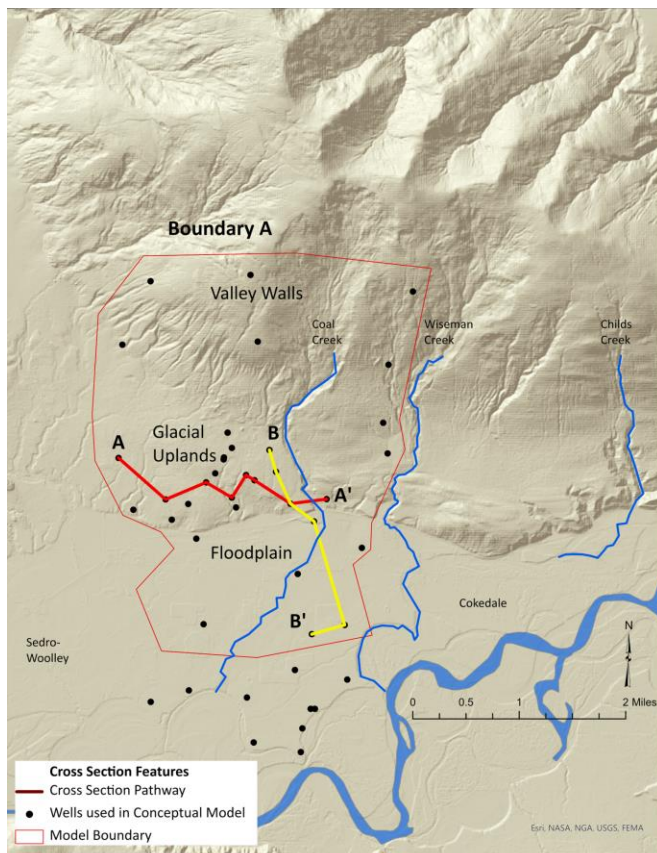 Boundary A
Valley Walls
Coal
Creek
Wiseman
Creek
Childs
Creek
A
Glacial
Uplands
B
A'
Floodplain
B'
Cokedale
Sedro-
Woolley
N
0 0.5 1 2 Miles
Cross Section Features
Cross Section Pathway
Wells used in Conceptual Model
Model Boundary
Esri, NASA, NGA, USGS, FEMA